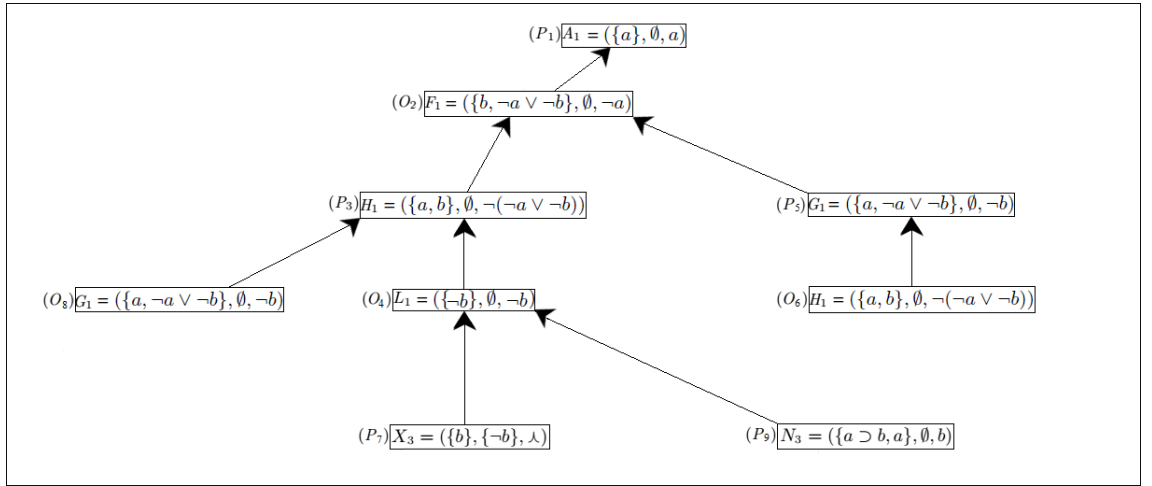 (P₁) A₁ = ({a}, ∅, a)
(O₂) F₁ = ({b, ¬a ∨ ¬b}, ∅, ¬a)
(P₃) H₁ = ({a, b}, ∅, ¬(¬a ∨ ¬b))
(P₅) G₁ = ({a, ¬a ∨ ¬b}, ∅, ¬b)
(O₈) G₁ = ({a, ¬a ∨ ¬b}, ∅, ¬b)
(O₄) L₁ = ({¬b}, ∅, ¬b)
(O₆) H₁ = ({a, b}, ∅, ¬(¬a ∨ ¬b))
(P₇) X₃ = ({b}, {¬b}, ⋏)
(P₉) N₃ = ({a ⊃ b, a}, ∅, b)